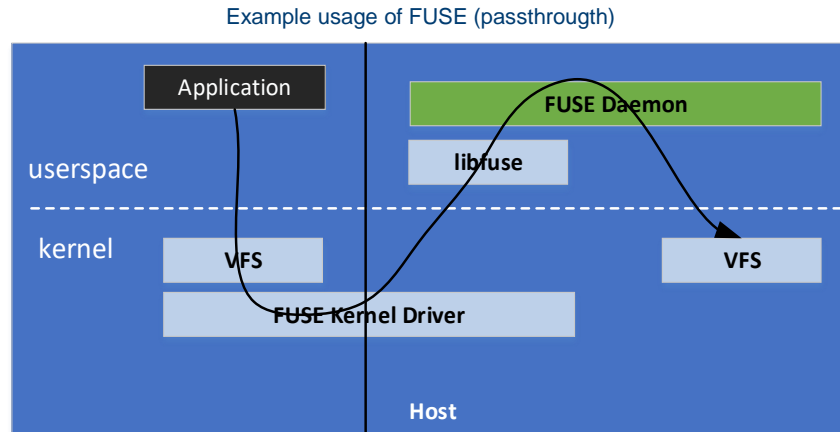 Example usage of FUSE (passthrougth)
Application
FUSE Daemon
libfuse
userspace
kernel
VFS
VFS
FUSE Kernel Driver
Host